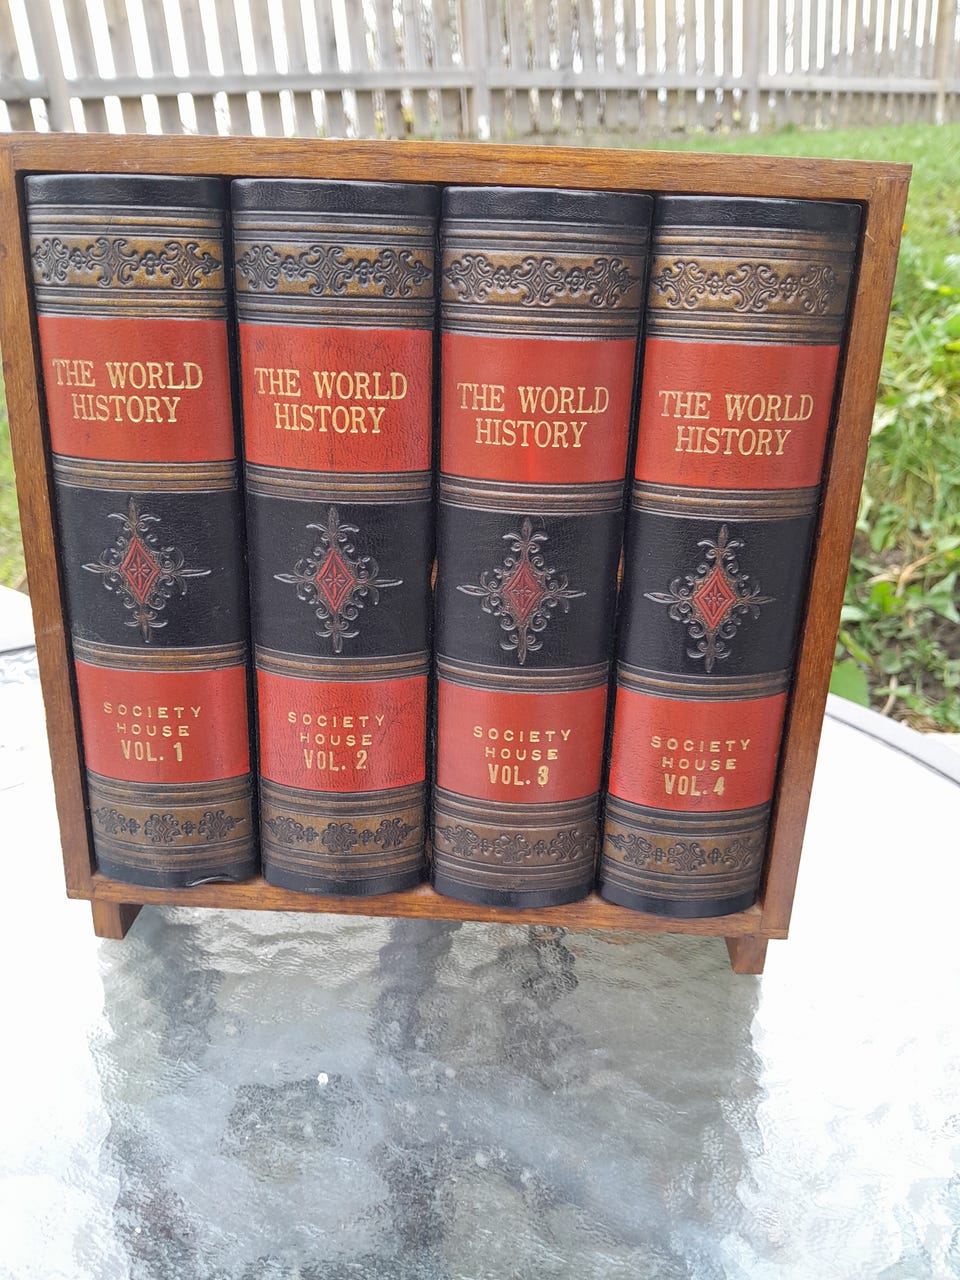 THE WORLD
HISTORY
SOCIETY
HOUSE
VOL. 1
THE WORLD
HISTORY
SOCIETY
HOUSE
VOL. 2
THE WORLD
HISTORY
SOCIETY
HOUSE
VOL. 3
THE WORLD
HISTORY
SOCIETY
HOUSE
VOL. 4